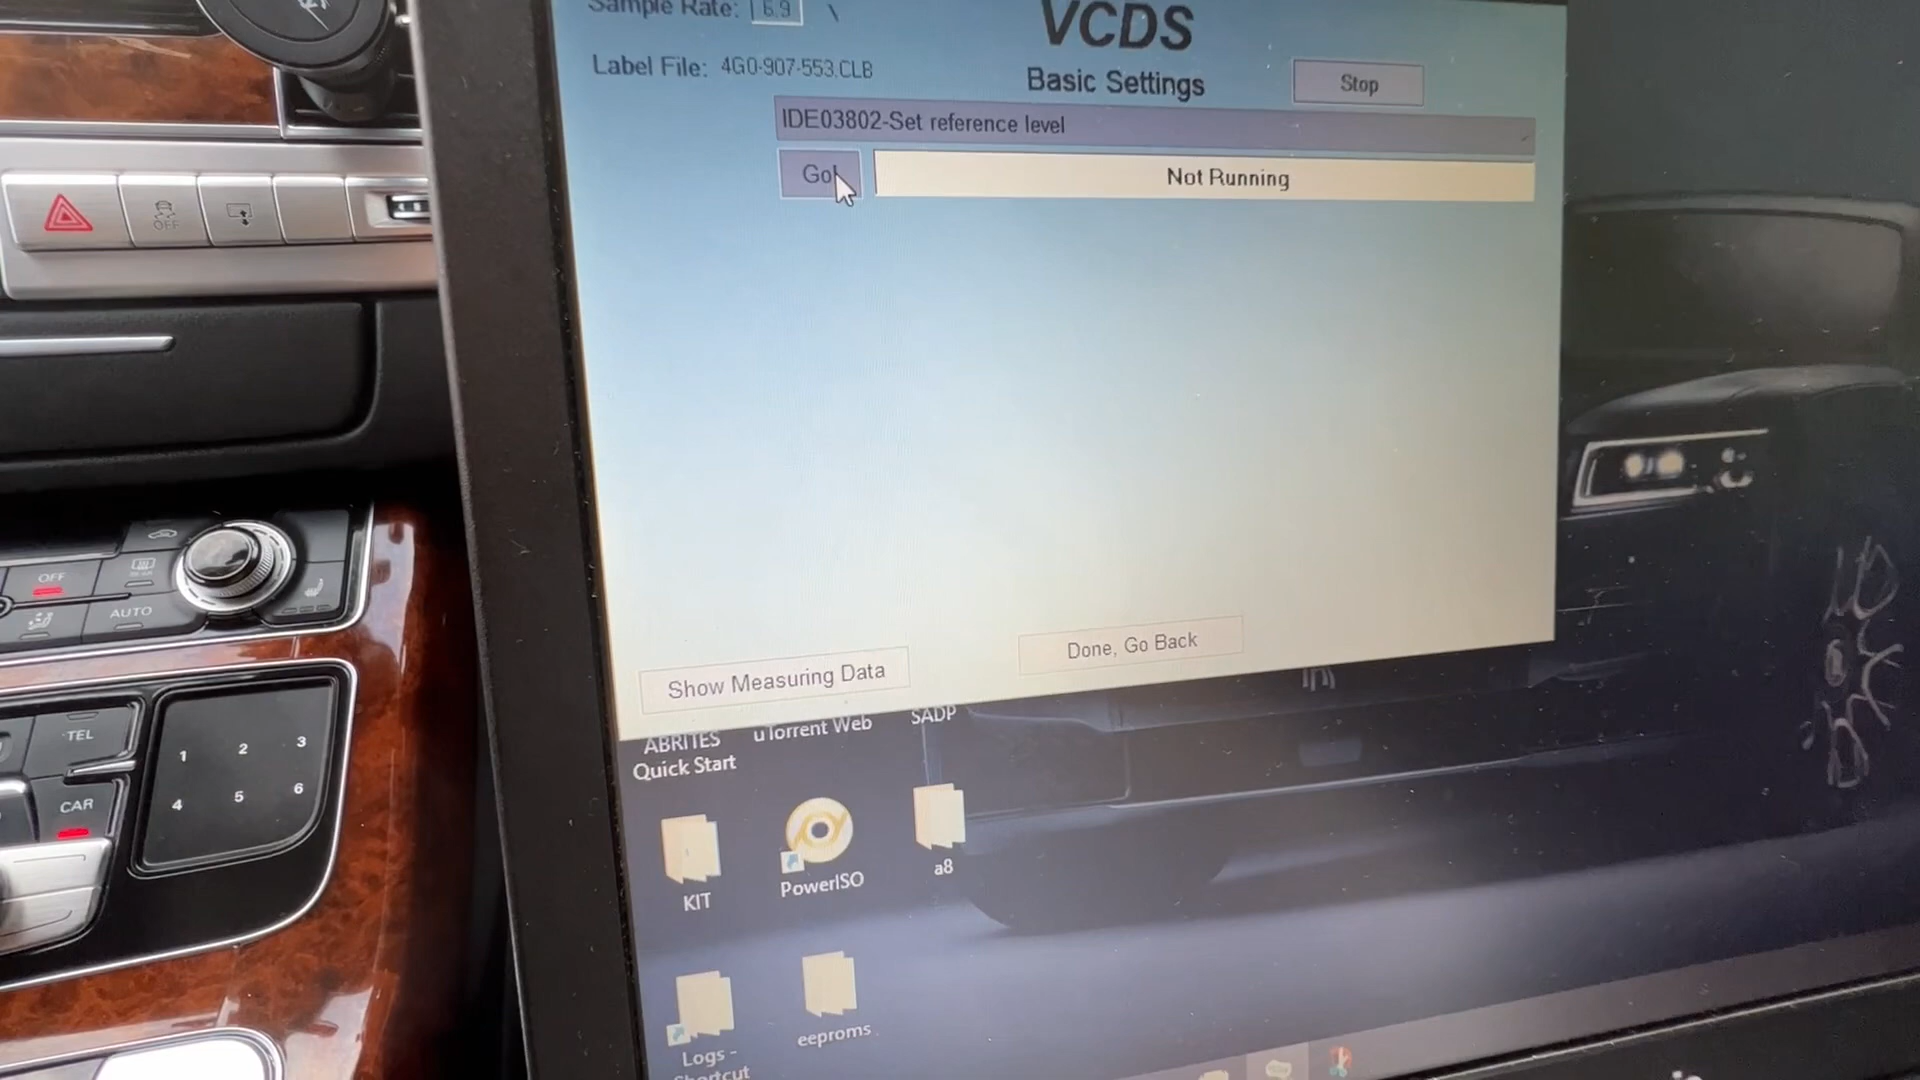 Sample Rate: 6.9
VCDS
Label File: 4G0-907-553.CLB
Basic Settings
Stop
IDE03802-Set reference level
Go!
Not Running
Show Measuring Data
Done, Go Back
ABRITES
Quick Start
uTorrent Web
SADP
KIT
PowerISO
a8
Logs -
Shortcut
eeproms
OFF
OFF
AUTO
TEL
CAR
1 2 3
4 5 6